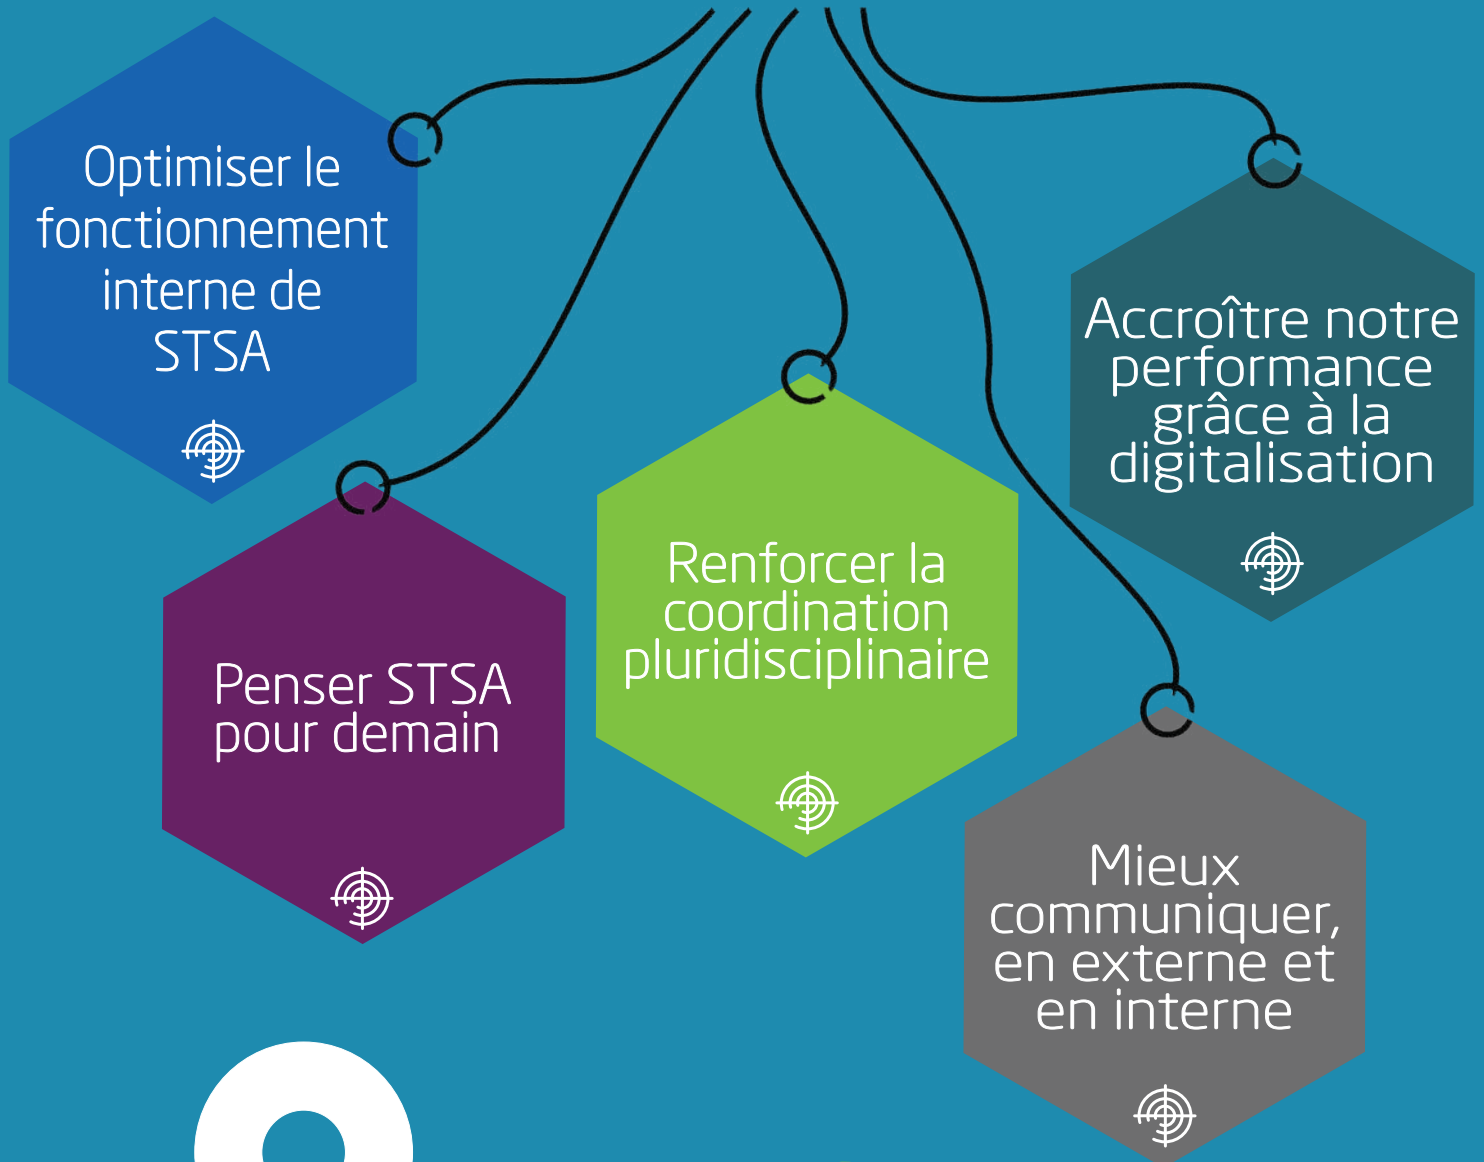 Optimiser le
fonctionnement
interne de
STSA
Penser STSA
pour demain
Renforcer la
coordination
pluridisciplinaire
Accroître notre
performance
grâce à la
digitalisation
Mieux
communiquer,
en externe et
en interne